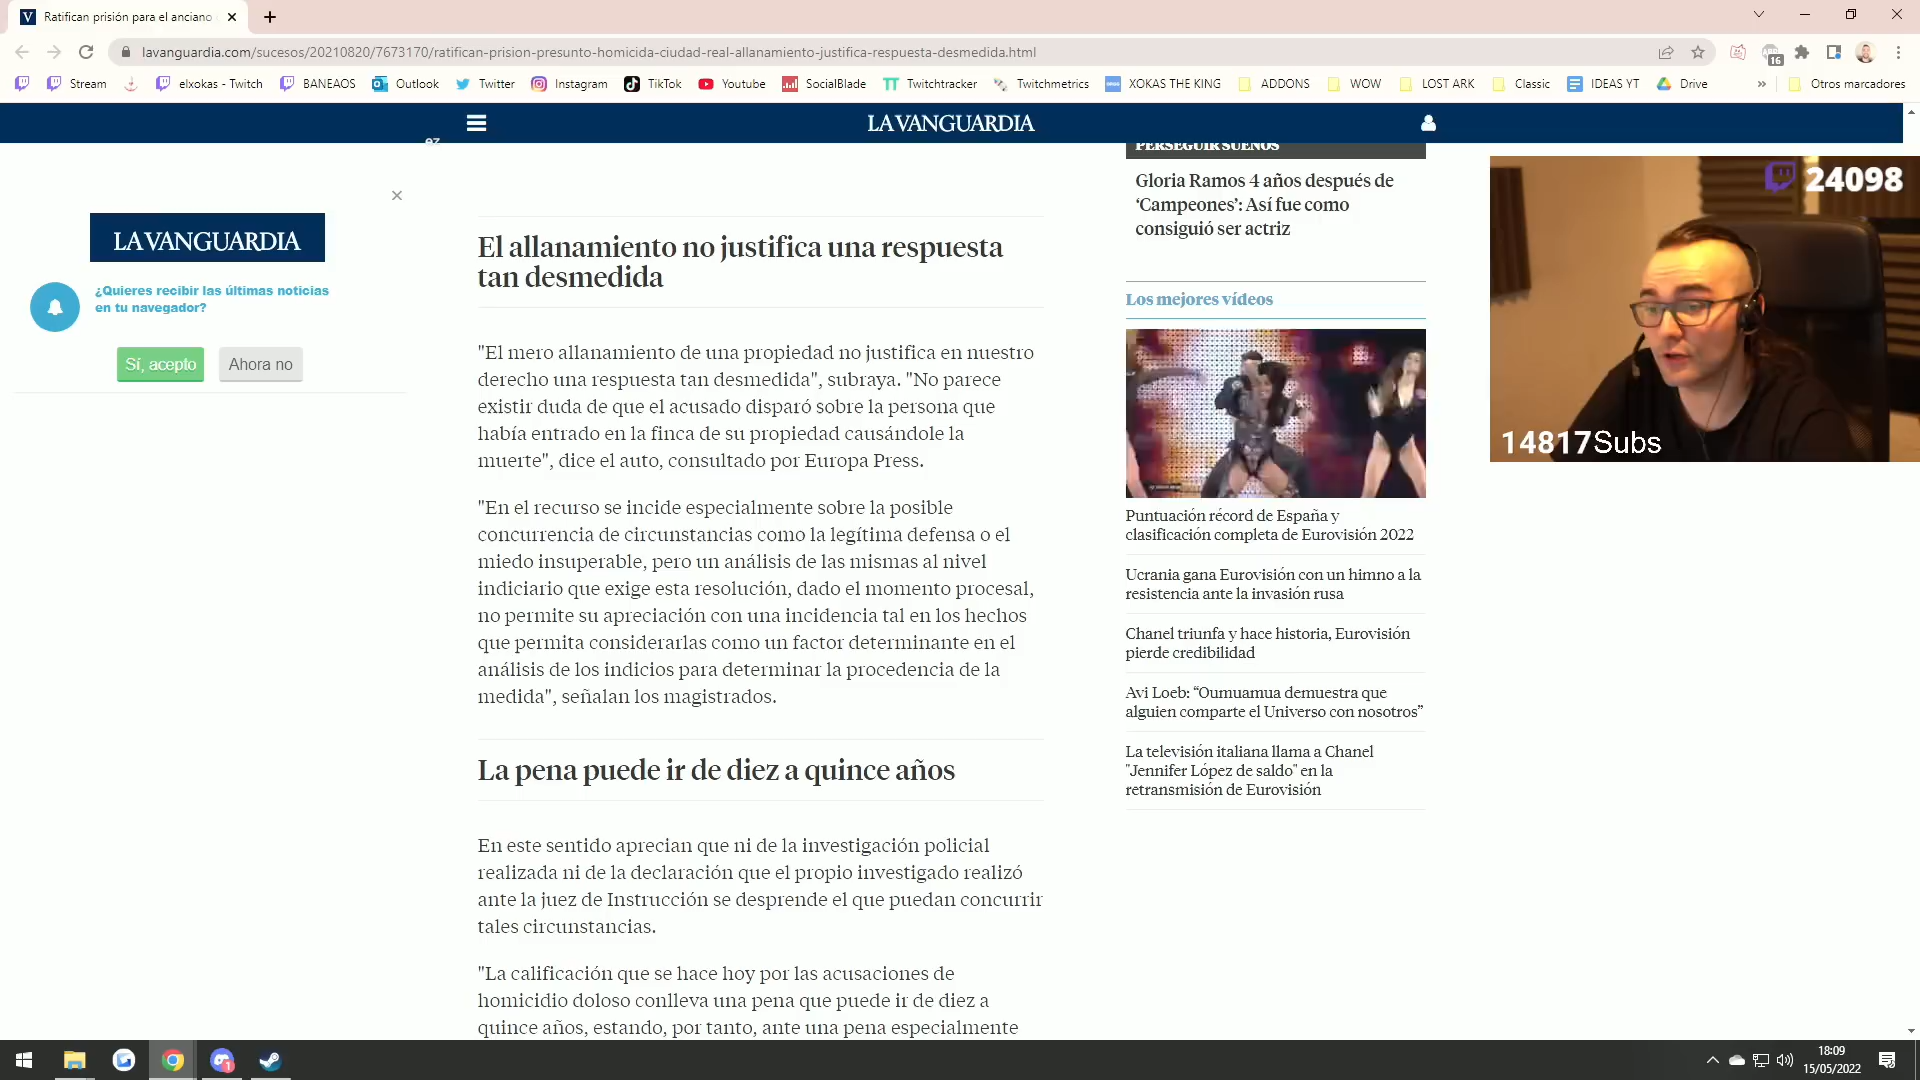 Ratifican prisión para el anciano
lavanguardia.com/sucesos/20210820/7673170/ratifican-prision-presunto-homicida-ciudad-real-allanamiento-justifica-respuesta-desmedida.html
16
Stream
elxokas - Twitch
BANEAOS
Outlook
Twitter
Instagram
TikTok
Youtube
SocialBlade
Twitchtracker
Twitchmetrics
XOKAS THE KING
ADDONS
WOW
LOST ARK
Classic
IDEAS YT
Drive
»
Otros marcadores
LA VANGUARDIA
ez
LA VANGUARDIA
¿Quieres recibir las últimas noticias
en tu navegador?
Sí, acepto
Ahora no
El allanamiento no justifica una respuesta
tan desmedida
"El mero allanamiento de una propiedad no justifica en nuestro
derecho una respuesta tan desmedida", subraya. "No parece
existir duda de que el acusado disparó sobre la persona que
había entrado en la finca de su propiedad causándole la
muerte", dice el auto, consultado por Europa Press.
"En el recurso se incide especialmente sobre la posible
concurrencia de circunstancias como la legítima defensa o el
miedo insuperable, pero un análisis de las mismas al nivel
indiciario que exige esta resolución, dado el momento procesal,
no permite su apreciación con una incidencia tal en los hechos
que permita considerarlas como un factor determinante en el
análisis de los indicios para determinar la procedencia de la
medida", señalan los magistrados.
La pena puede ir de diez a quince años
En este sentido aprecian que ni de la investigación policial
realizada ni de la declaración que el propio investigado realizó
ante la juez de Instrucción se desprende el que puedan concurrir
tales circunstancias.
"La calificación que se hace hoy por las acusaciones de
homicidio doloso conlleva una pena que puede ir de diez a
quince años, estando, por tanto, ante una pena especialmente
PERSEGUIR SUEÑOS
Gloria Ramos 4 años después de
‘Campeones’: Así fue como
consiguió ser actriz
Los mejores vídeos
Puntuación récord de España y
clasificación completa de Eurovisión 2022
Ucrania gana Eurovisión con un himno a la
resistencia ante la invasión rusa
Chanel triunfa y hace historia, Eurovisión
pierde credibilidad
Avi Loeb: “Oumuamua demuestra que
alguien comparte el Universo con nosotros”
La televisión italiana llama a Chanel
"Jennifer López de saldo" en la
retransmisión de Eurovisión
24098
14817Subs
18:09
15/05/2022